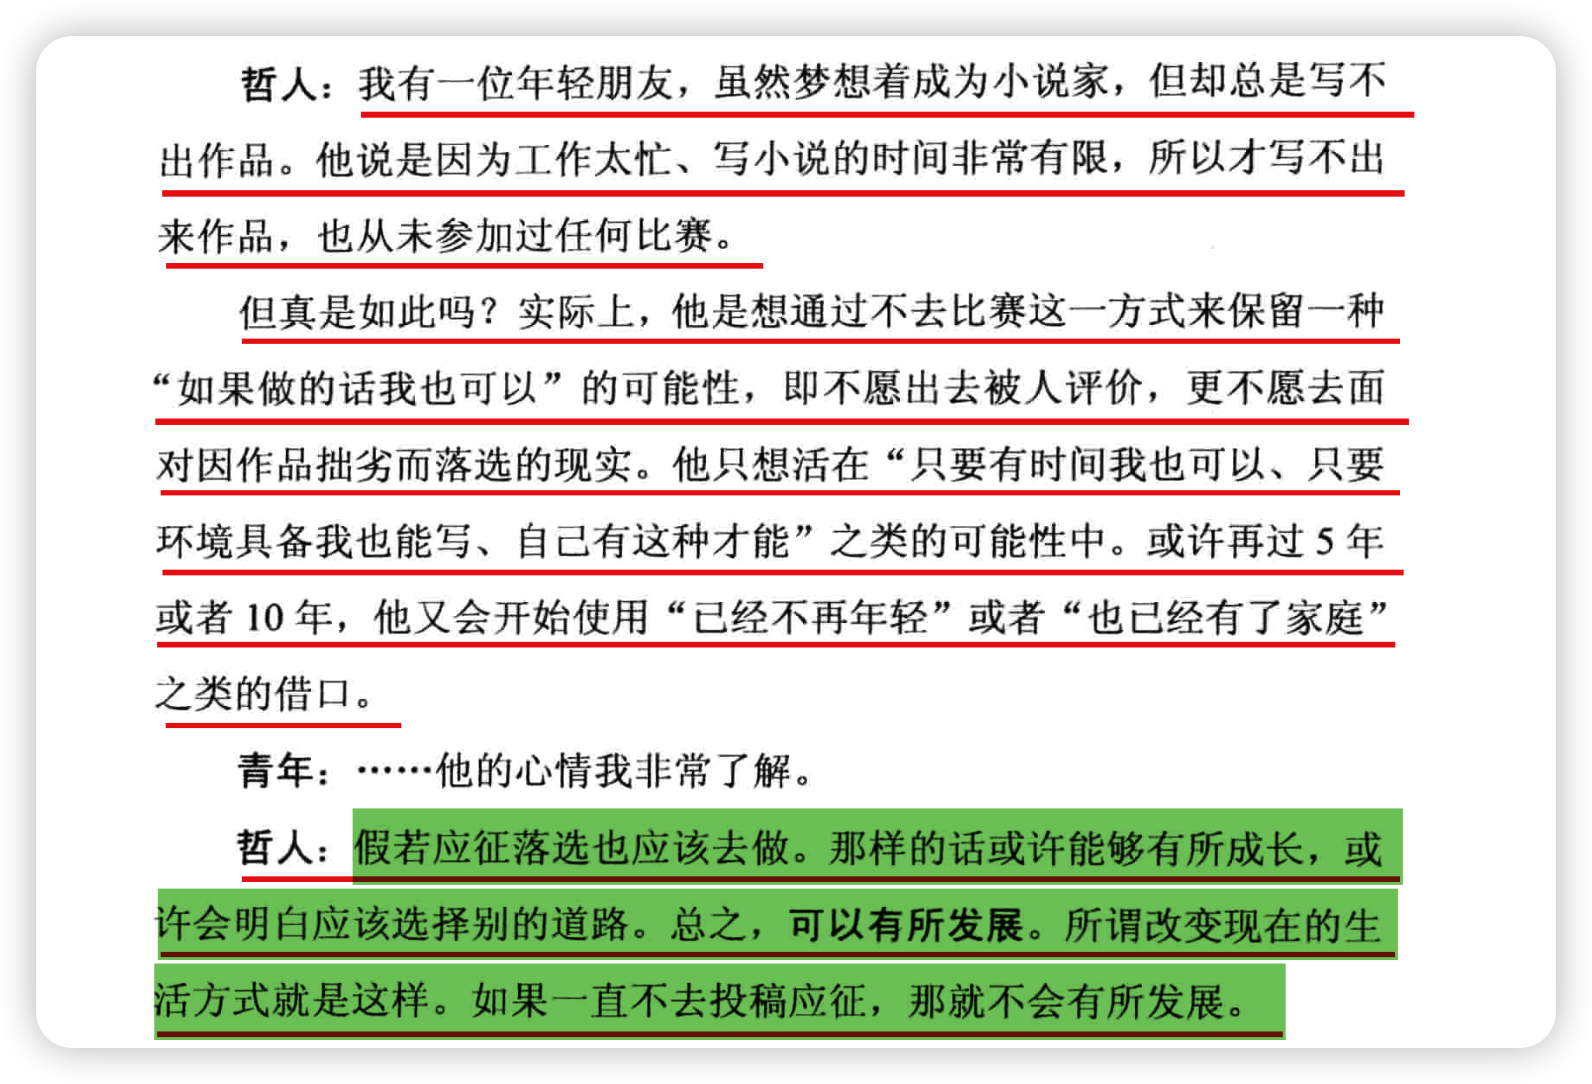 哲人：我有一位年轻朋友，虽然梦想着成为小说家，但却总是写不
出作品。他说是因为工作太忙、写小说的时间非常有限，所以才写不出
来作品，也从未参加过任何比赛。
但真是如此吗？实际上，他是想通过不去比赛这一方式来保留一种
“如果做的话我也可以”的可能性，即不愿出去被人评价，更不愿去面
对因作品拙劣而落选的现实。他只想活在“只要有时间我也可以、只要
环境具备我也能写、自己有这种才能”之类的可能性中。或许再过 5 年
或者 10 年，他又会开始使用“已经不再年轻”或者“也已经有了家庭”
之类的借口。
青年：……他的心情我非常了解。
哲人：假若应征落选也应该去做。那样的话或许能够有所成长，或
许会明白应该选择别的道路。总之，可以有所发展。所谓改变现在的生
活方式就是这样。如果一直不去投稿应征，那就不会有所发展。